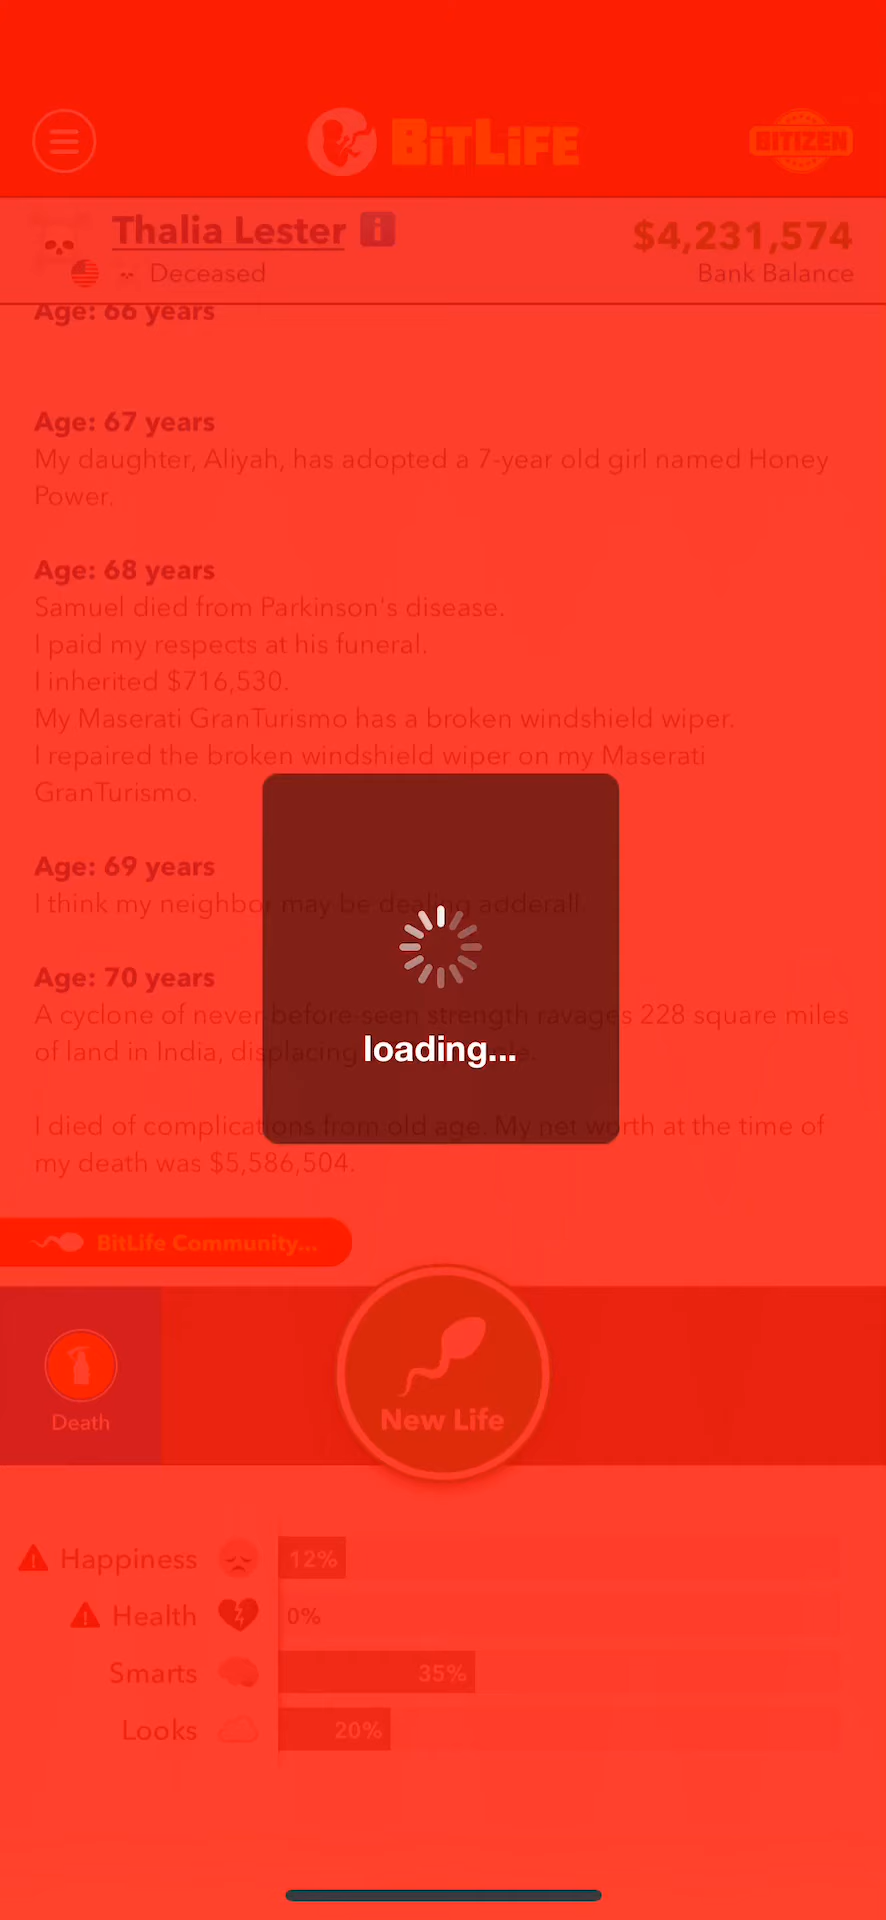 BitLife
BITIZEN
Thalia Lester
$4,231,574
Deceased
Bank Balance
Age: 66 years
Age: 67 years
My daughter, Aliyah, has adopted a 7-year old girl named Honey
Power.
Age: 68 years
Samuel died from Parkinson's disease.
I paid my respects at his funeral.
I inherited $716,530.
My Maserati GranTurismo has a broken windshield wiper.
I repaired the broken windshield wiper on my Maserati
GranTurismo.
Age: 69 years
I think my neighbor may be dealing adderall.
Age: 70 years
A cyclone of never-before-seen strength ravages 228 square miles
of land in India, displacing
loading...
I died of complications from old age. My net worth at the time of
my death was $5,586,504.
BitLife Community...
Death
New Life
Happiness
12%
Health
0%
Smarts
35%
Looks
20%